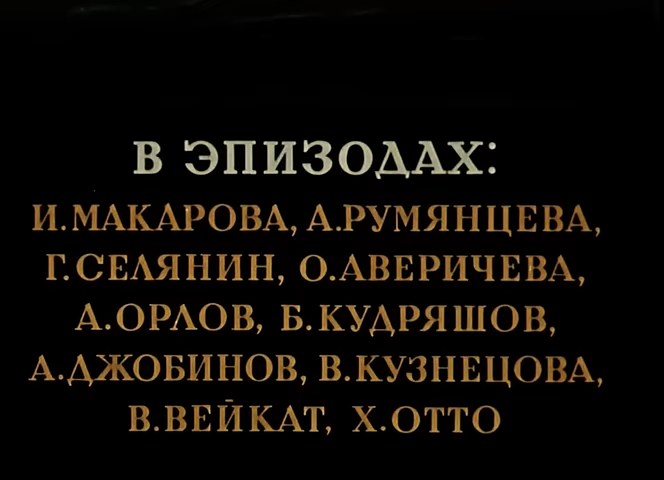 В ЭПИЗОДАХ:
И. МАКАРОВА, А.РУМЯНЦЕВА,
Г. СЕЛЯНИН, О.АВЕРИЧЕВА,
А.ОРЛОВ, Б.КУДРЯШОВ,
А.ДЖОБИНОВ, В.КУЗНЕЦОВА,
В.ВЕЙКАТ, Х.ОТТО